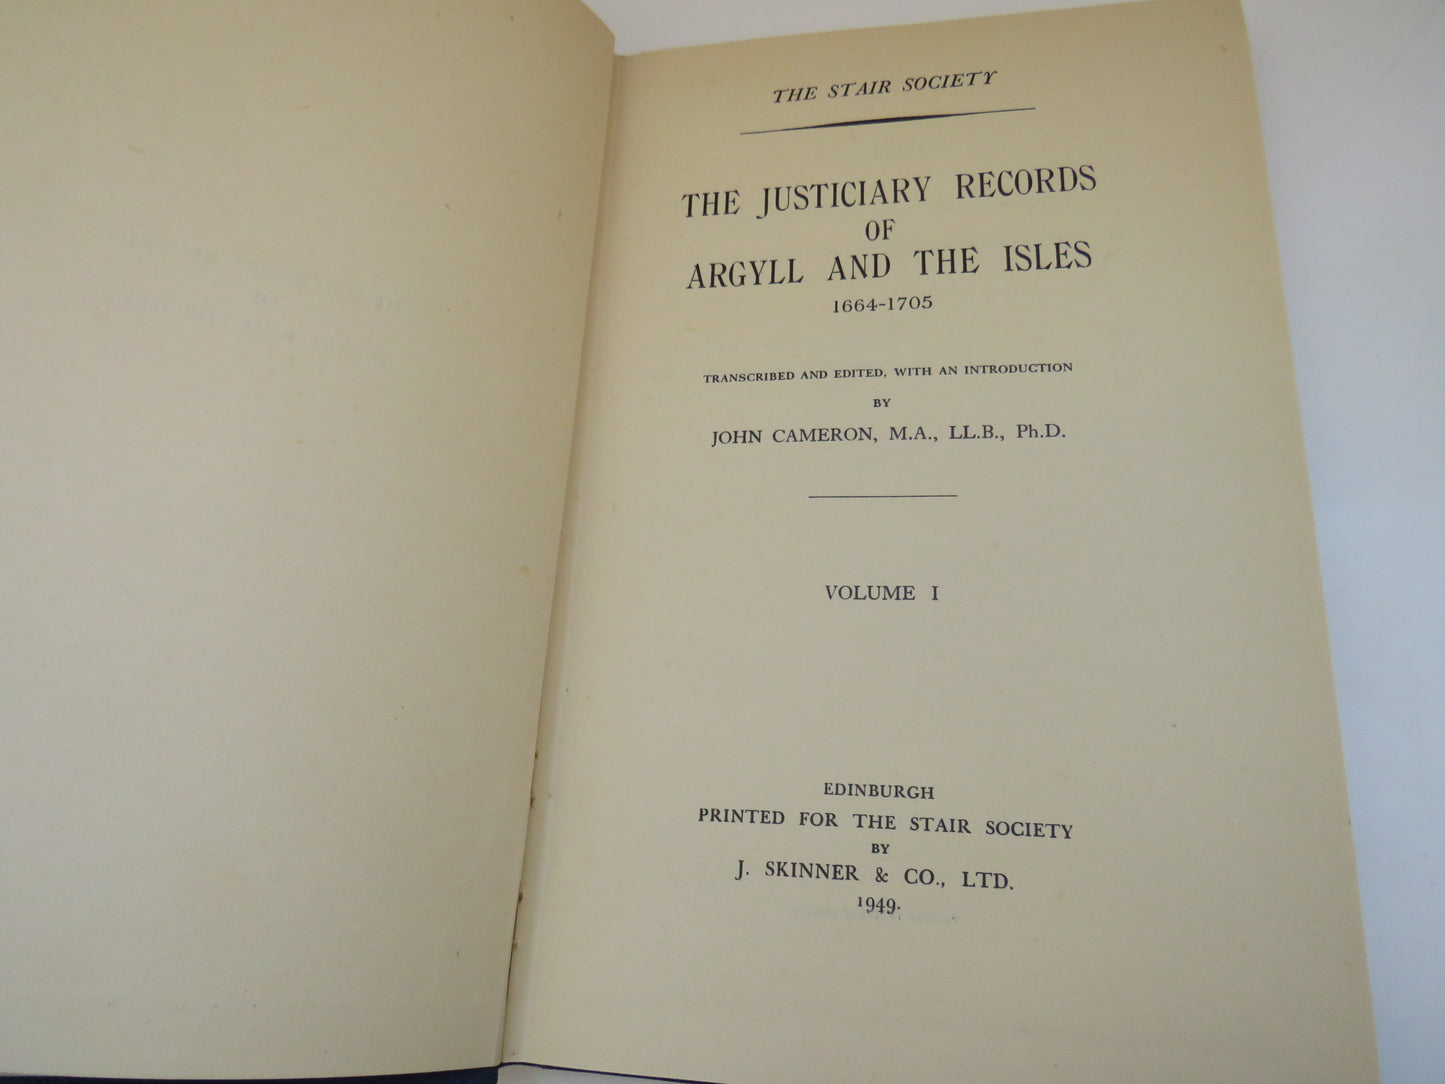 THE STAIR SOCIETY
THE JUSTICIARY RECORDS
OF
ARGYLL AND THE ISLES
1664-1705
TRANSCRIBED AND EDITED, WITH AN INTRODUCTION
BY
JOHN CAMERON, M.A., LL.B., Ph.D.
VOLUME I
EDINBURGH
PRINTED FOR THE STAIR SOCIETY
BY
J. SKINNER & CO., LTD.
1949